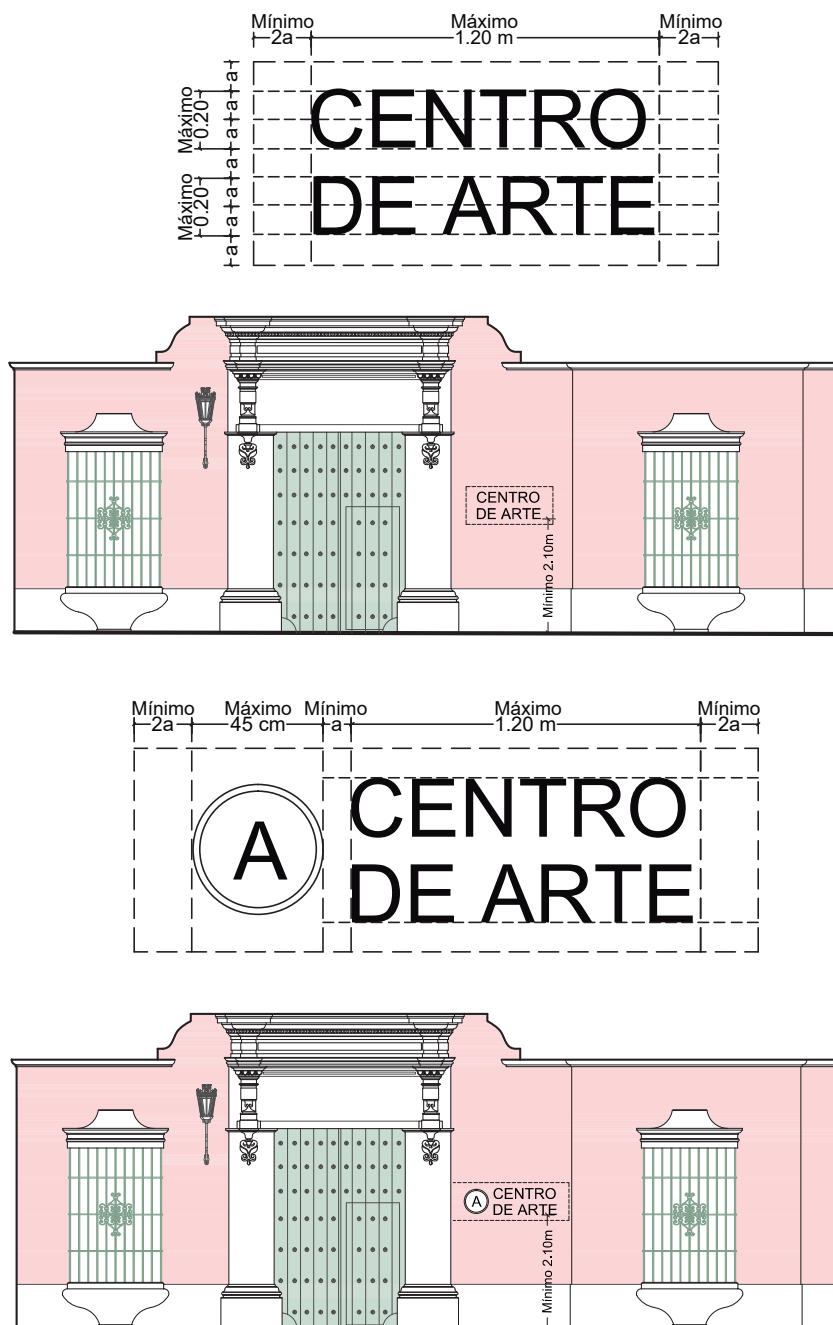 Mínimo Máximo Mínimo
2a 1.20 m 2a
a
Máximo
0.20
a
a
a
Máximo
0.20
a
a
a
CENTRO
DE ARTE
CENTRO
DE ARTE
a
Mínimo 2.10m
Mínimo Máximo Mínimo Máximo Mínimo
2a 45 cm a 1.20 m 2a
A
CENTRO
DE ARTE
A
CENTRO
DE ARTE
Mínimo 2.10m